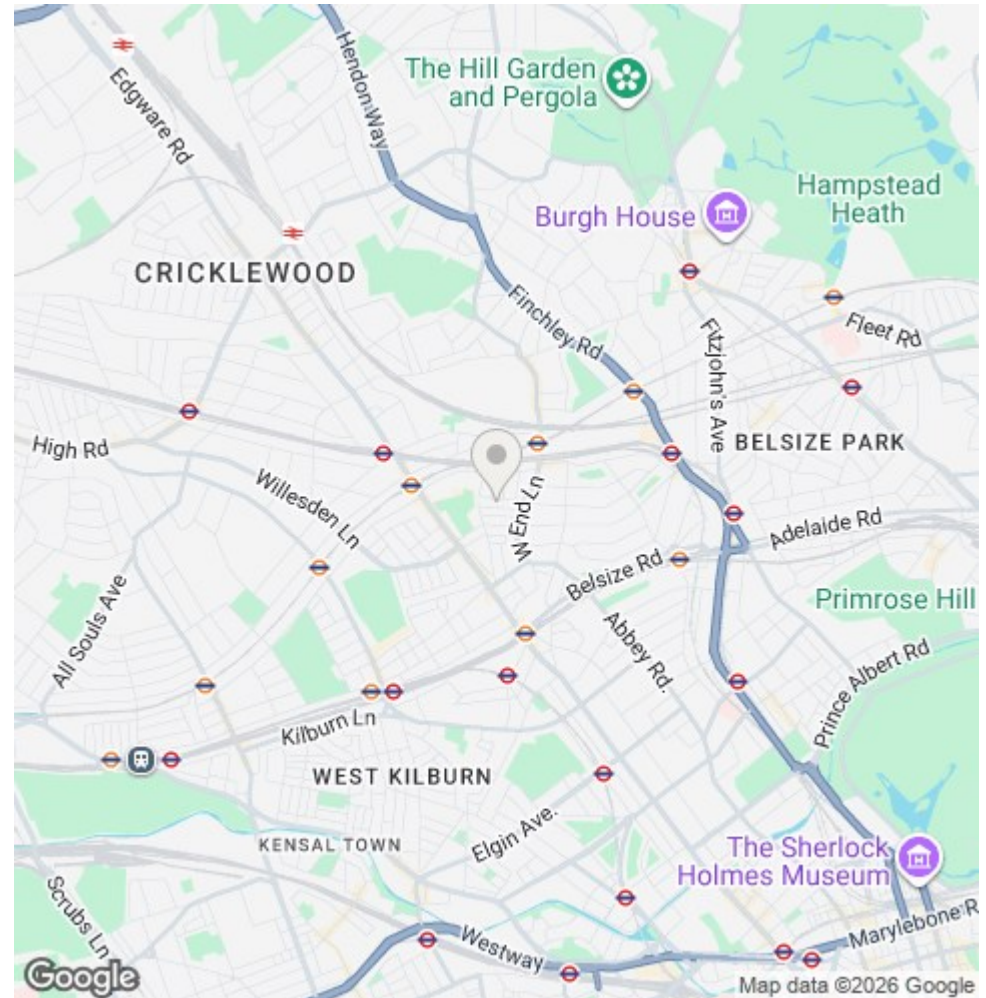 Hendon Way
The Hill Garden
and Pergola
Edgware Rd
Hampstead
Heath
Burgh House
CRICKLEWOOD
Finchley Rd
Fitzjohn's Ave
Fleet Rd
High Rd
BELSIZE PARK
Willesden Ln
W End Ln
Adelaide Rd
Belsize Rd
Primrose Hill
All Souls Ave
Abbey Rd.
Prince Albert Rd
Kilburn Ln
WEST KILBURN
Elgin Ave.
KENSAL TOWN
The Sherlock
Holmes Museum
Scrubs Ln
Westway
Marylebone R
Google
Map data ©2026 Google